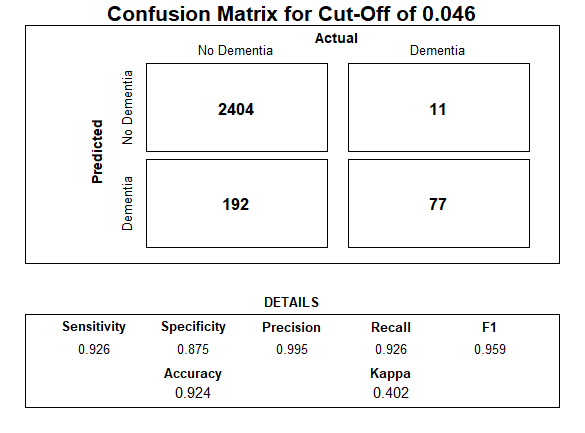 Confusion Matrix for Cut-Off of 0.046
Actual
No Dementia Dementia
Predicted
No Dementia
2404 11
Dementia
192 77
DETAILS
Sensitivity Specificity Precision Recall F1
0.926 0.875 0.995 0.926 0.959
Accuracy Kappa
0.924 0.402